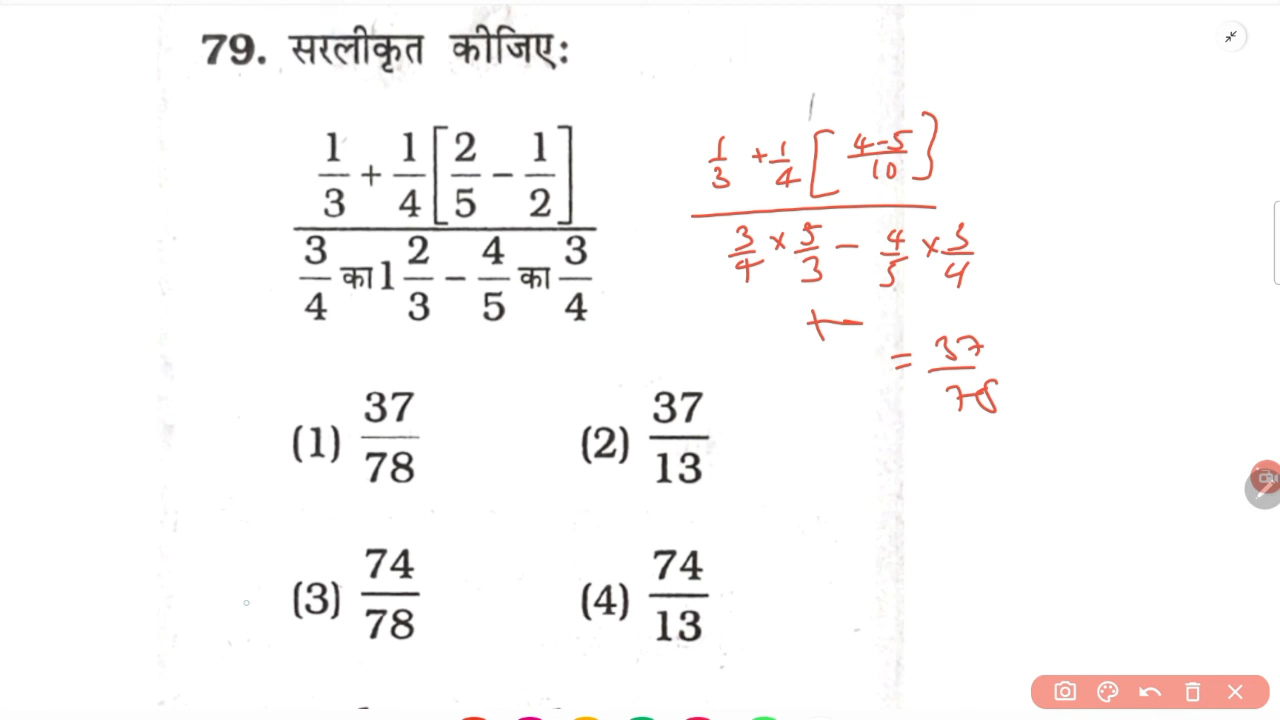 79. सरलीकृत कीजिए:
1/3 + 1/4 [2/5 − 1/2]
3/4 का 1 2/3 − 4/5 का 3/4
1/3 + 1/4 [4-5/10]
3/4 × 5/3 − 4/5 × 3/4
= 37/78
(1) 37/78
(2) 37/13
(3) 74/78
(4) 74/13